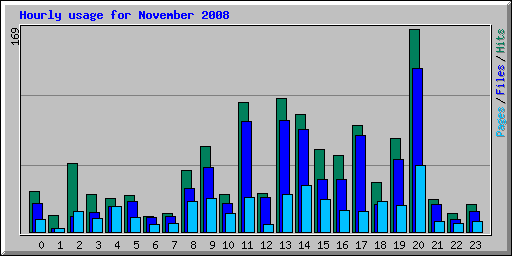 Hourly usage for November 2008
169
Pages / Files / Hits
0 1 2 3 4 5 6 7 8 9 10 11 12 13 14 15 16 17 18 19 20 21 22 23